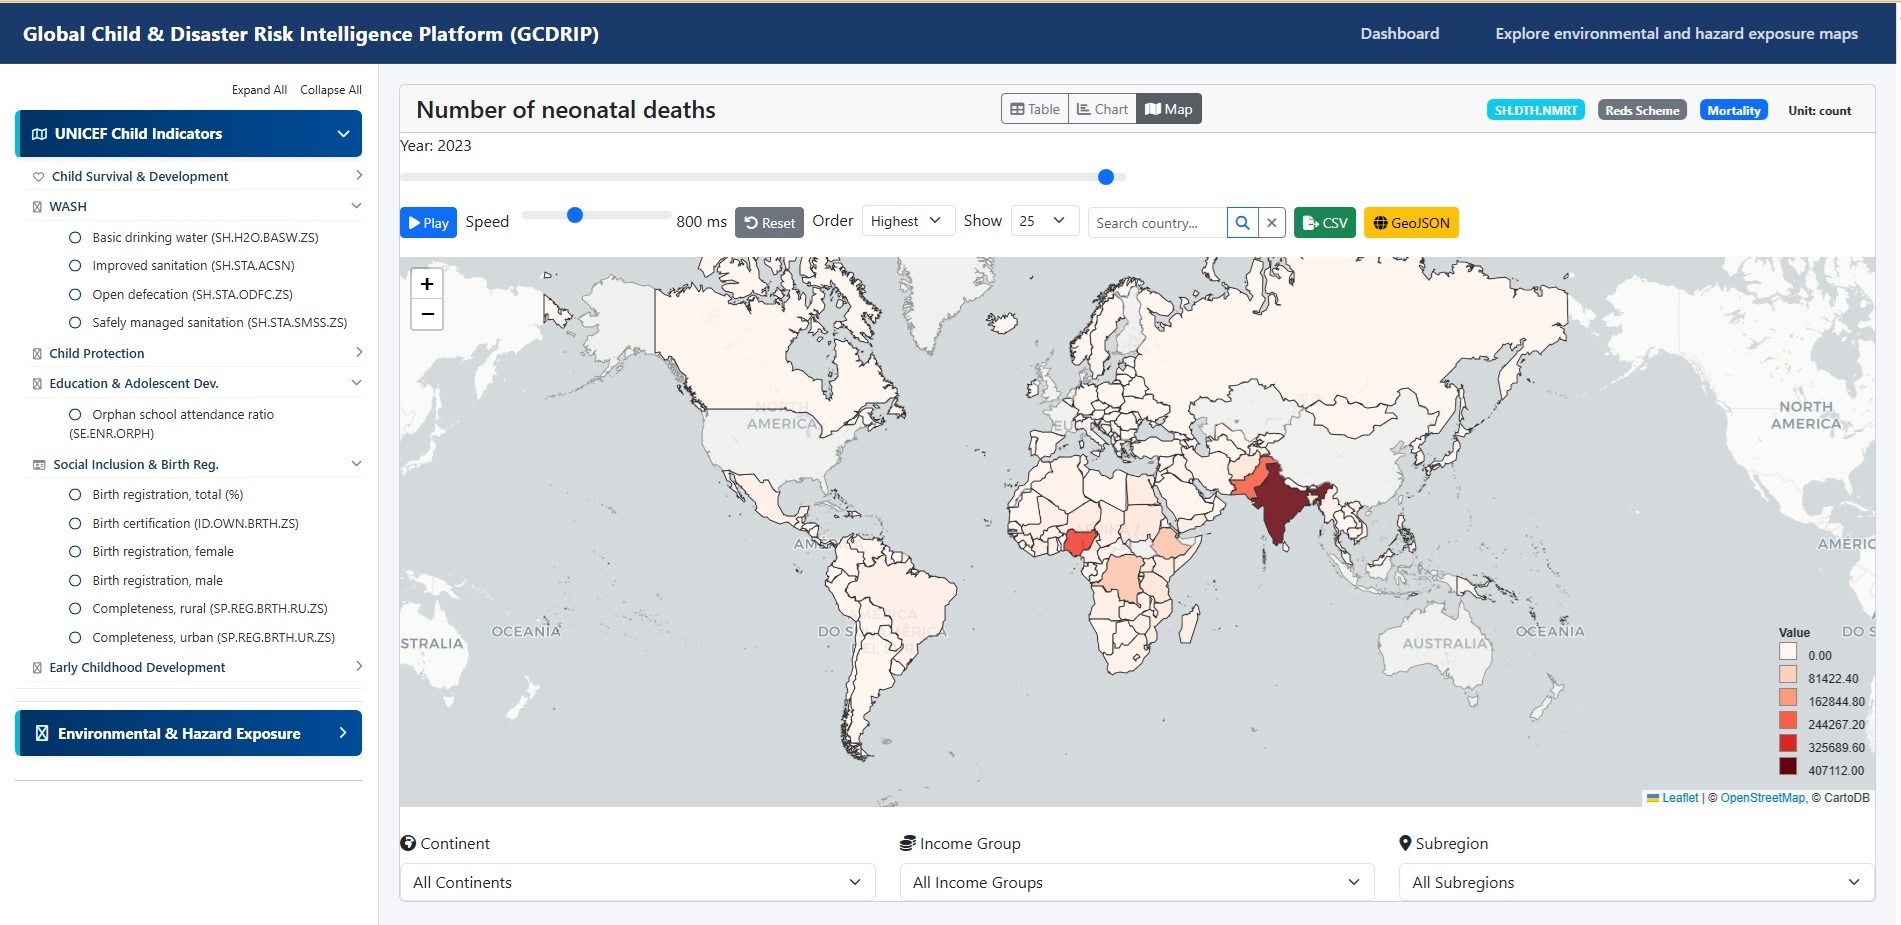 Global Child & Disaster Risk Intelligence Platform (GCDRIP)
Dashboard
Explore environmental and hazard exposure maps
Expand All
Collapse All
UNICEF Child Indicators
Child Survival & Development
WASH
Basic drinking water (SH.H2O.BASW.ZS)
Improved sanitation (SH.STA.ACSN)
Open defecation (SH.STA.ODFC.ZS)
Safely managed sanitation (SH.STA.SMSS.ZS)
Child Protection
Education & Adolescent Dev.
Orphan school attendance ratio
(SE.ENR.ORPH)
Social Inclusion & Birth Reg.
Birth registration, total (%)
Birth certification (ID.OWN.BRTH.ZS)
Birth registration, female
Birth registration, male
Completeness, rural (SP.REG.BRTH.RU.ZS)
Completeness, urban (SP.REG.BRTH.UR.ZS)
Early Childhood Development
Environmental & Hazard Exposure
Number of neonatal deaths
Table
Chart
Map
SH.DTH.NMRT
Reds Scheme
Mortality
Unit: count
Year: 2023
Play
Speed
800 ms
Reset
Order
Highest
Show
25
Search country...
CSV
GeoJSON
+
−
NORTH
AMERICA
NORTH
AMERICA
OCEANIA
STRALIA
AUSTRALIA
OCEANIA
DO S
AMÉRIC
Value
0.00
81422.40
162844.80
244267.20
325689.60
407112.00
Leaflet | © OpenStreetMap, © CartoDB
Continent
All Continents
Income Group
All Income Groups
Subregion
All Subregions